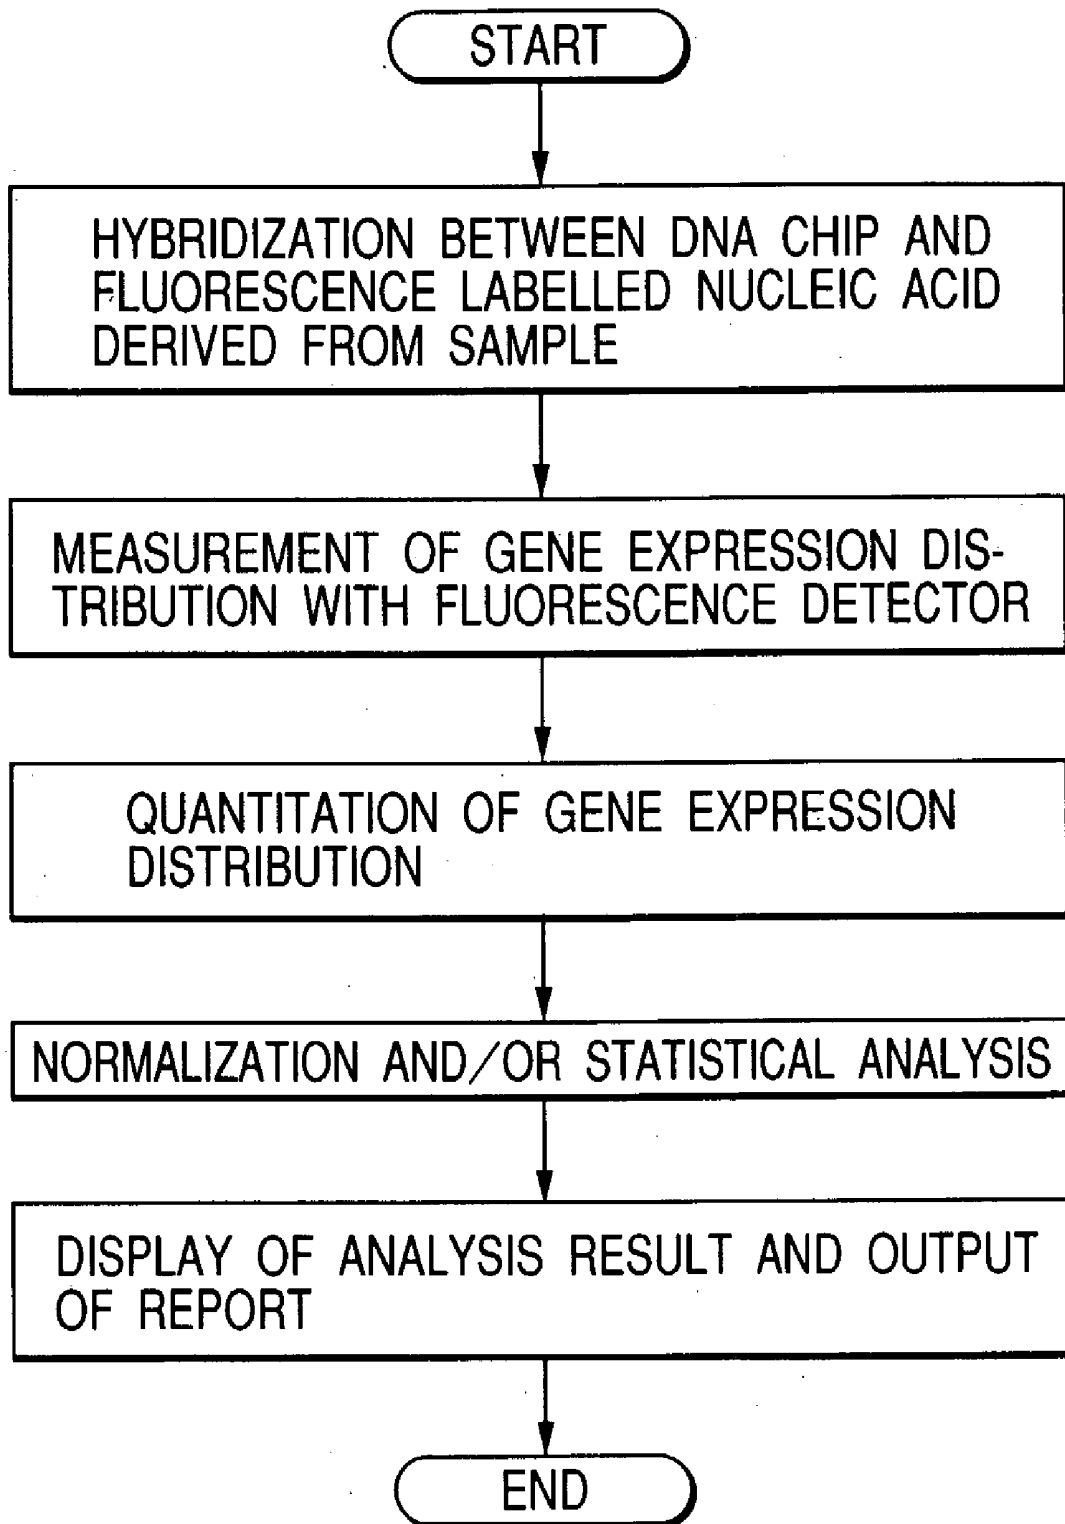 START
HYBRIDIZATION BETWEEN DNA CHIP AND
FLUORESCENCE LABELLED NUCLEIC ACID
DERIVED FROM SAMPLE
MEASUREMENT OF GENE EXPRESSION DIS-
TRIBUTION WITH FLUORESCENCE DETECTOR
QUANTITATION OF GENE EXPRESSION
DISTRIBUTION
NORMALIZATION AND/OR STATISTICAL ANALYSIS
DISPLAY OF ANALYSIS RESULT AND OUTPUT
OF REPORT
END